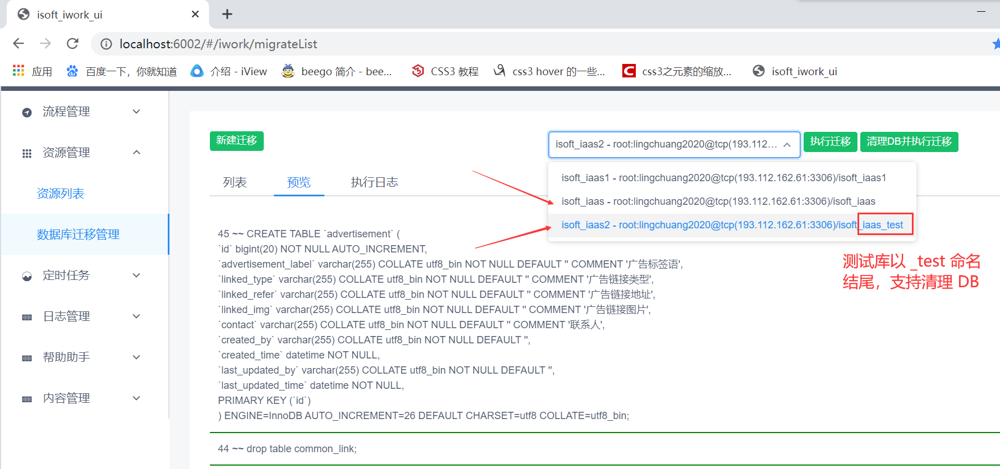 isoft_iwork_ui
localhost:6002/#/iwork/migrateList
应用
百度一下，你就知道
介绍 - iView
beego 简介 - bee...
CSS3 教程
css3 hover 的一些...
css3之元素的缩放...
isoft_iwork_ui
流程管理
资源管理
资源列表
数据库迁移管理
定时任务
日志管理
帮助助手
内容管理
新建迁移
isoft_iaas2 - root:lingchuang2020@tcp(193.112...
执行迁移
清理DB并执行迁移
列表
预览
执行日志
isoft_iaas1 - root:lingchuang2020@tcp(193.112.162.61:3306)/isoft_iaas1
isoft_iaas - root:lingchuang2020@tcp(193.112.162.61:3306)/isoft_iaas
isoft_iaas2 - root:lingchuang2020@tcp(193.112.162.61:3306)/isoft_iaas_test
测试库以 _test 命名
结尾，支持清理 DB
45 ~~ CREATE TABLE `advertisement` (
`id` bigint(20) NOT NULL AUTO_INCREMENT,
`advertisement_label` varchar(255) COLLATE utf8_bin NOT NULL DEFAULT '' COMMENT '广告标签语',
`linked_type` varchar(255) COLLATE utf8_bin NOT NULL DEFAULT '' COMMENT '广告链接类型',
`linked_refer` varchar(255) COLLATE utf8_bin NOT NULL DEFAULT '' COMMENT '广告链接地址',
`linked_img` varchar(255) COLLATE utf8_bin NOT NULL DEFAULT '' COMMENT '广告链接图片',
`contact` varchar(255) COLLATE utf8_bin NOT NULL DEFAULT '' COMMENT '联系人',
`created_by` varchar(255) COLLATE utf8_bin NOT NULL DEFAULT '',
`created_time` datetime NOT NULL,
`last_updated_by` varchar(255) COLLATE utf8_bin NOT NULL DEFAULT '',
`last_updated_time` datetime NOT NULL,
PRIMARY KEY (`id`)
) ENGINE=InnoDB AUTO_INCREMENT=26 DEFAULT CHARSET=utf8 COLLATE=utf8_bin;
44 ~~ drop table common_link;